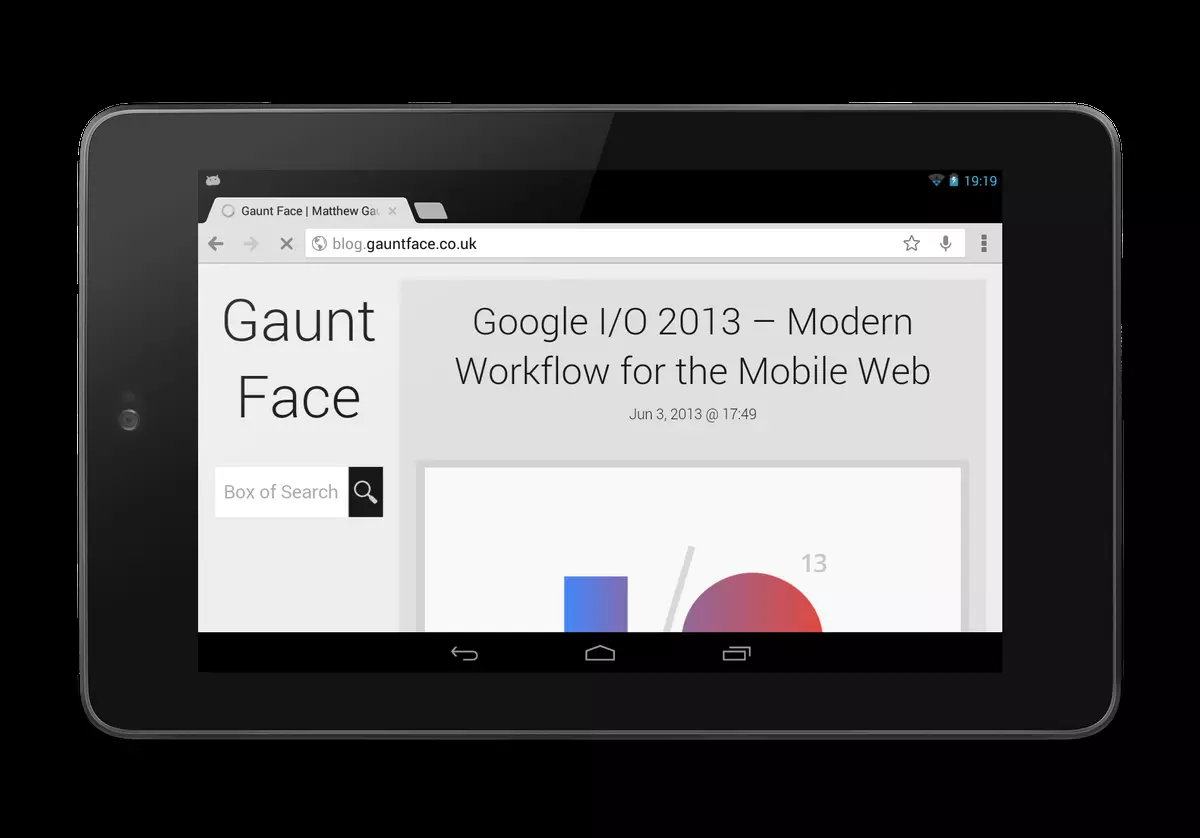 19:19
Gaunt Face | Matthew Gau
blog.gauntface.co.uk
Gaunt
Face
Box of Search
Google I/O 2013 – Modern
Workflow for the Mobile Web
Jun 3, 2013 @ 17:49
13